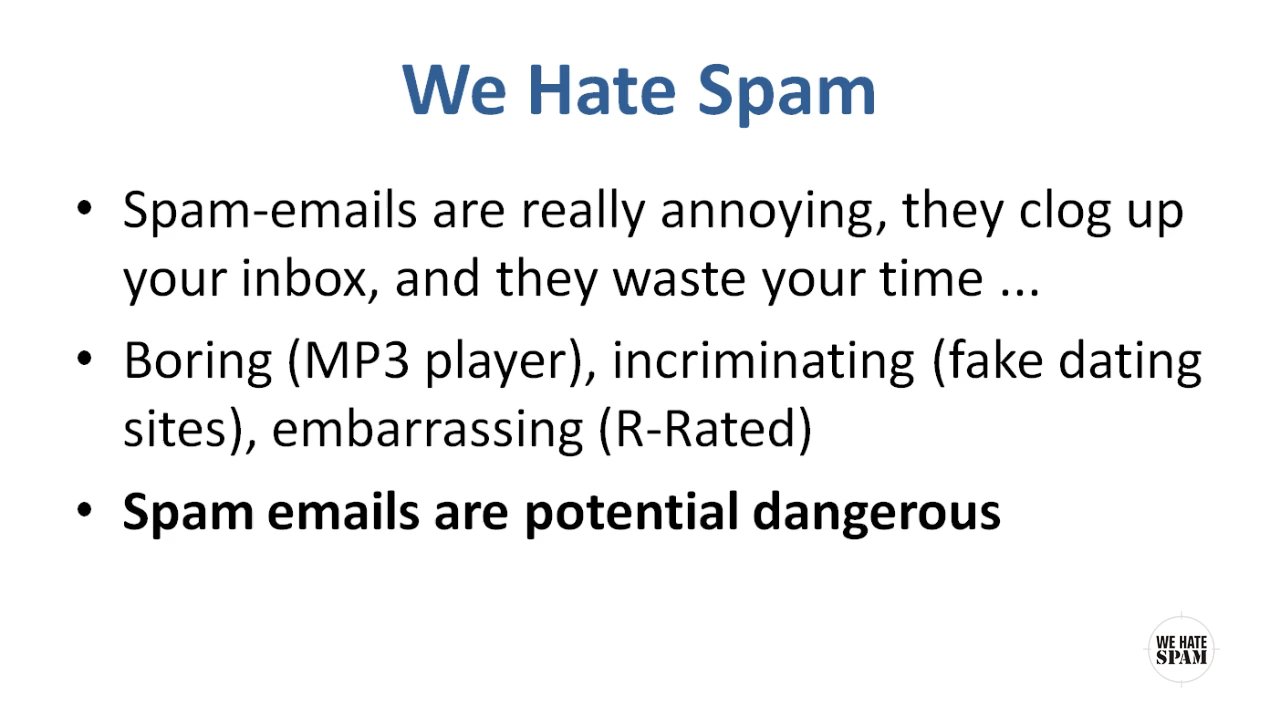 We Hate Spam
• Spam-emails are really annoying, they clog up
your inbox, and they waste your time ...
• Boring (MP3 player), incriminating (fake dating
sites), embarrassing (R-Rated)
• Spam emails are potential dangerous
WE HATE
SPAM